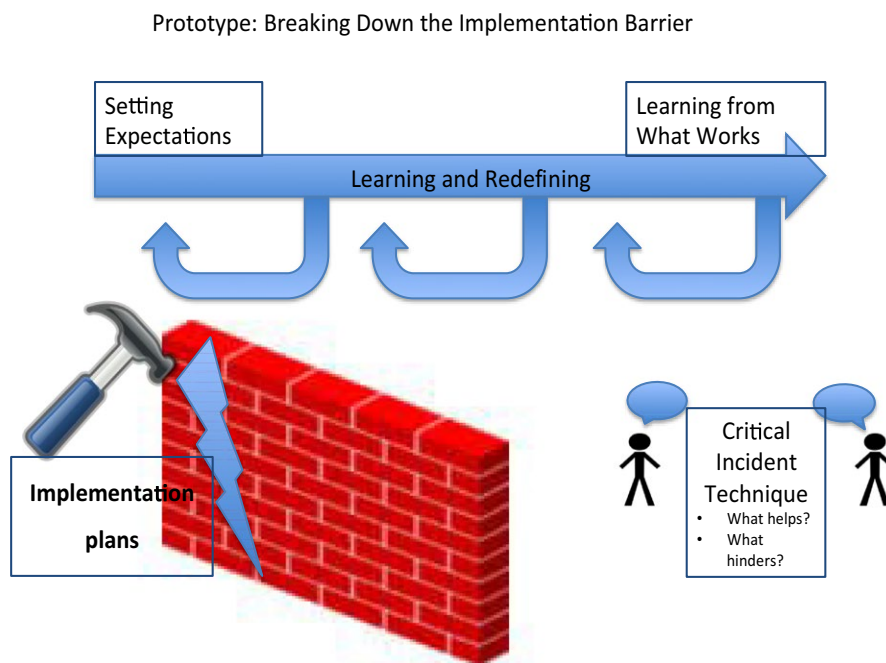 Prototype: Breaking Down the Implementation Barrier
Setting
Expectations
Learning from
What Works
Learning and Redefining
Implementation
plans
Critical
Incident
Technique
• What helps?
• What
hinders?